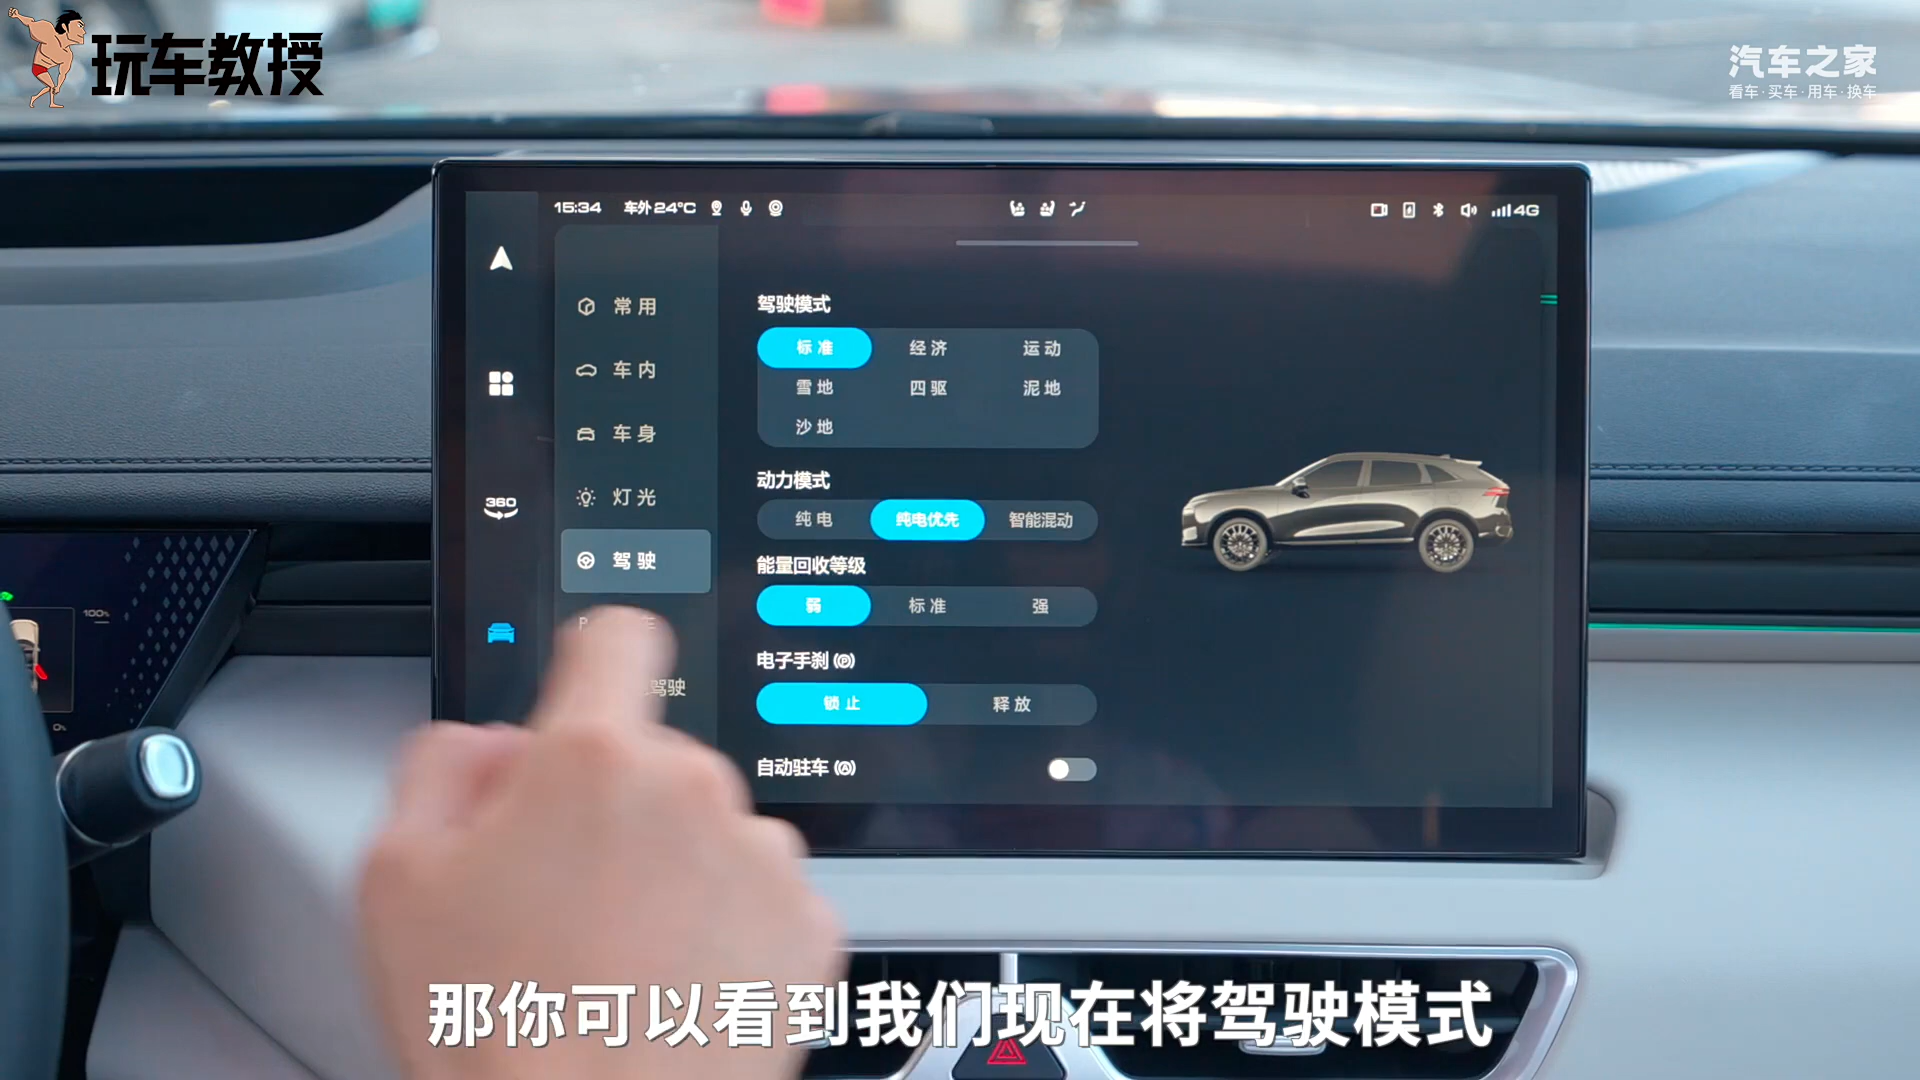 玩车教授
汽车之家
看车·买车·用车·换车
15:34 车外24°C
4G
360
常用
车内
车身
灯光
驾驶
驾驶
驾驶模式
标准 经济 运动
雪地 四驱 泥地
沙地
动力模式
纯电 纯电优先 智能混动
能量回收等级
弱 标准 强
电子手刹(P)
锁止 释放
自动驻车(A)
100%
0%
那你可以看到我们现在将驾驶模式